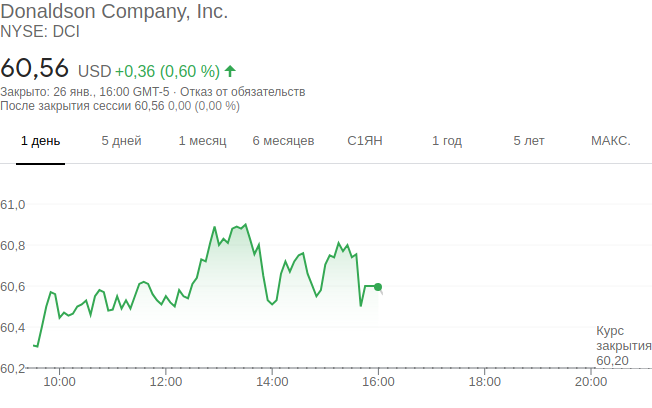 Donaldson Company, Inc.
NYSE: DCI
60,56 USD +0,36 (0,60 %)
Закрыто: 26 янв., 16:00 GMT-5 · Отказ от обязательств
После закрытия сессии 60,56 0,00 (0,00 %)
1 день 5 дней 1 месяц 6 месяцев С1ЯН 1 год 5 лет МАКС.
61,0
60,8
60,6
60,4
Курс
закрытия
60,20
60,2
10:00 12:00 14:00 16:00 18:00 20:00